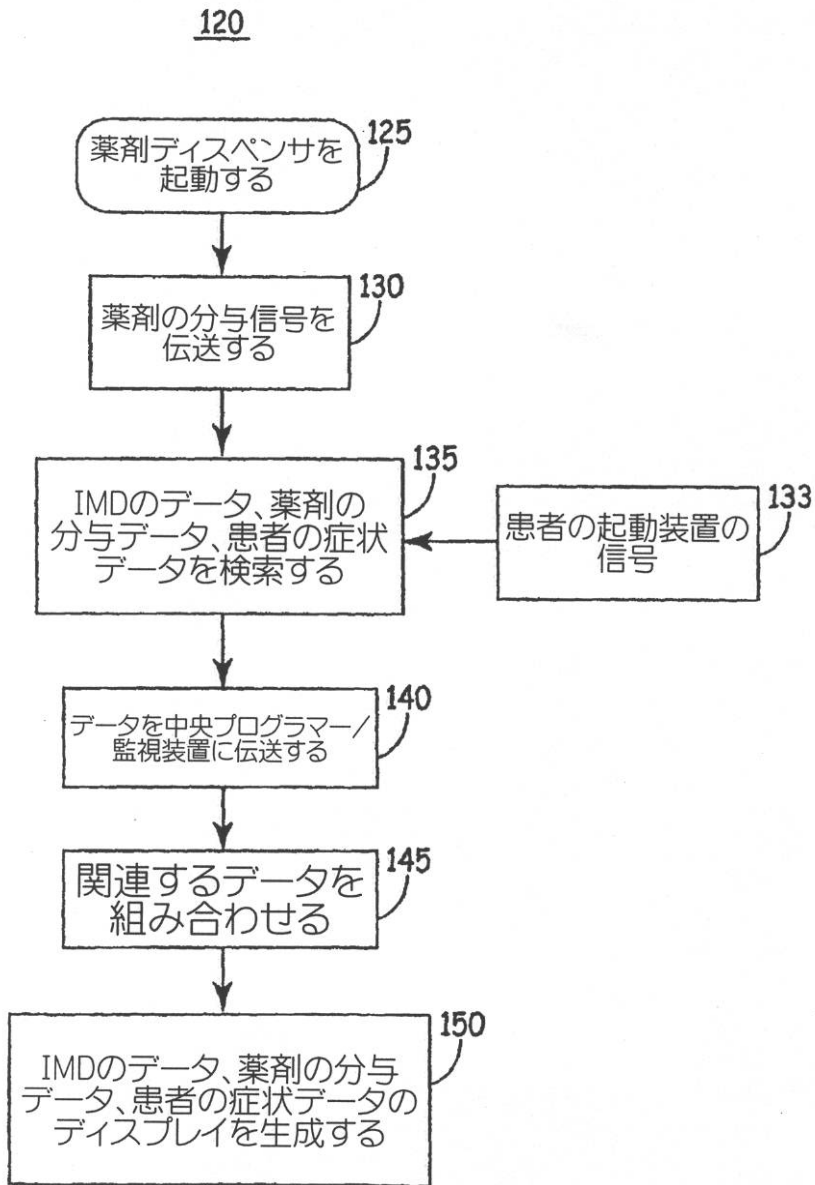 120
薬剤ディスペンサを
起動する
125
薬剤の分与信号を
伝送する
130
IMDのデータ、薬剤の
分与データ、患者の症状
データを検索する
135
患者の起動装置の
信号
133
データを中央プログラマー/
監視装置に伝送する
140
関連するデータを
組み合わせる
145
IMDのデータ、薬剤の分与
データ、患者の症状データの
ディスプレイを生成する
150